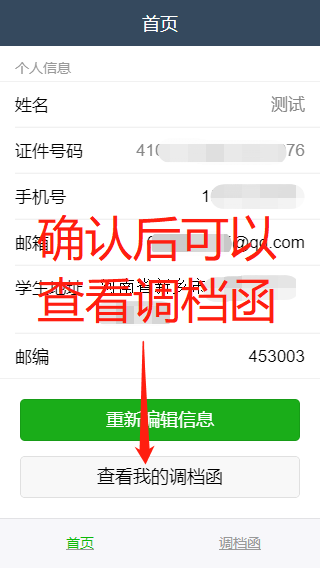 首页
个人信息
姓名 测试
证件号码 410 76
手机号 1
邮箱 @qq.com
确认后可以
学生地址 河南省新乡市
查看调档函
邮编 453003
重新编辑信息
查看我的调档函
首页 调档函